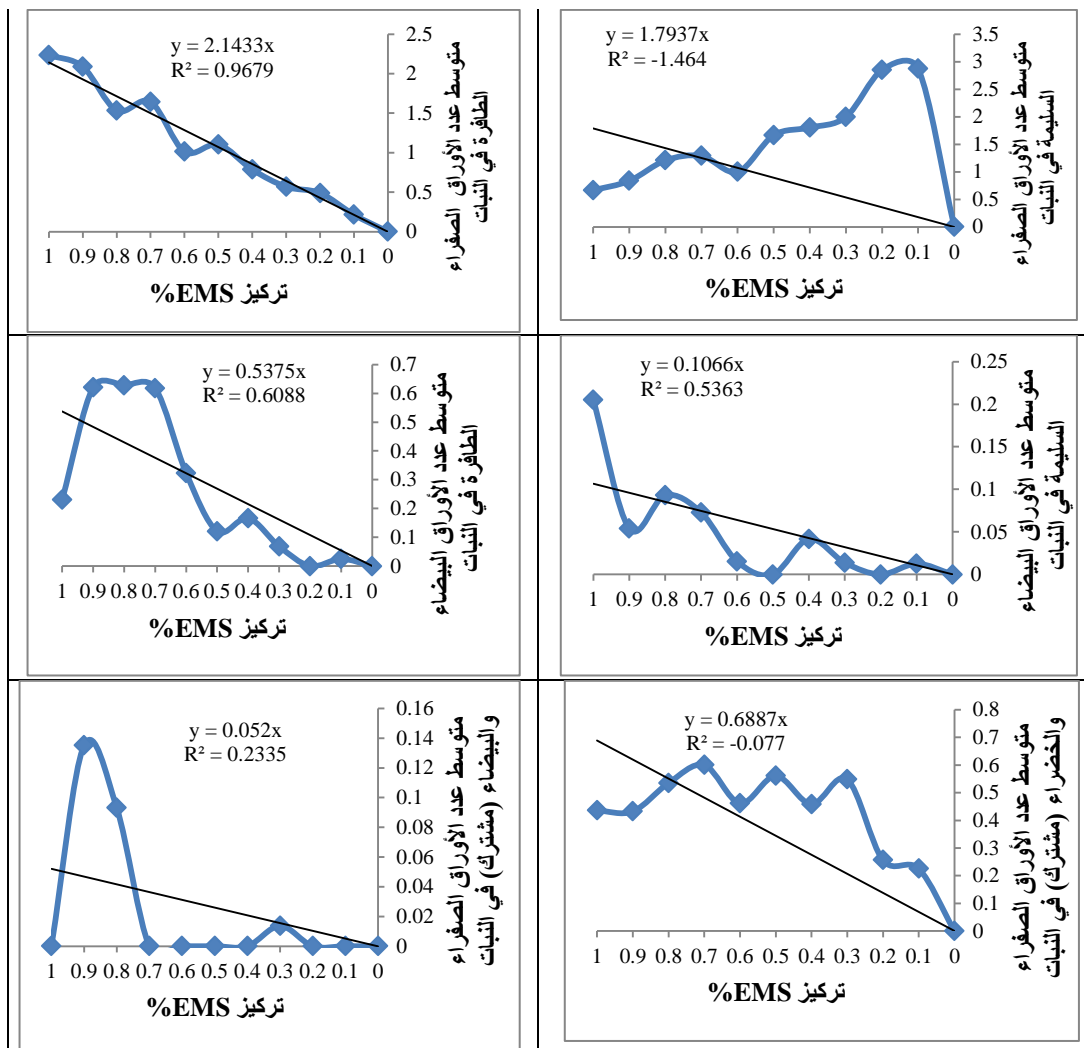 y = 1.7937x
R² = -1.464
3.5
3
2.5
2
1.5
1
0.5
0
متوسط عدد الأوراق الصفراء
السليمة في النبات
1 0.9 0.8 0.7 0.6 0.5 0.4 0.3 0.2 0.1 0
تركيز EMS%
y = 2.1433x
R² = 0.9679
2.5
2
1.5
1
0.5
0
متوسط عدد الأوراق الصفراء
الطافرة في النبات
1 0.9 0.8 0.7 0.6 0.5 0.4 0.3 0.2 0.1 0
تركيز EMS%
y = 0.1066x
R² = 0.5363
0.25
0.2
0.15
0.1
0.05
0
متوسط عدد الأوراق البيضاء
السليمة في النبات
1 0.9 0.8 0.7 0.6 0.5 0.4 0.3 0.2 0.1 0
تركيز EMS%
y = 0.5375x
R² = 0.6088
0.7
0.6
0.5
0.4
0.3
0.2
0.1
0
متوسط عدد الأوراق البيضاء
الطافرة في النبات
1 0.9 0.8 0.7 0.6 0.5 0.4 0.3 0.2 0.1 0
تركيز EMS%
y = 0.6887x
R² = -0.077
0.8
0.7
0.6
0.5
0.4
0.3
0.2
0.1
0
متوسط عدد الأوراق الصفراء
والخضراء (مشترك) في النبات
1 0.9 0.8 0.7 0.6 0.5 0.4 0.3 0.2 0.1 0
تركيز EMS%
y = 0.052x
R² = 0.2335
0.16
0.14
0.12
0.1
0.08
0.06
0.04
0.02
0
متوسط عدد الأوراق الصفراء
والبيضاء (مشترك) في النبات
1 0.9 0.8 0.7 0.6 0.5 0.4 0.3 0.2 0.1 0
تركيز EMS%